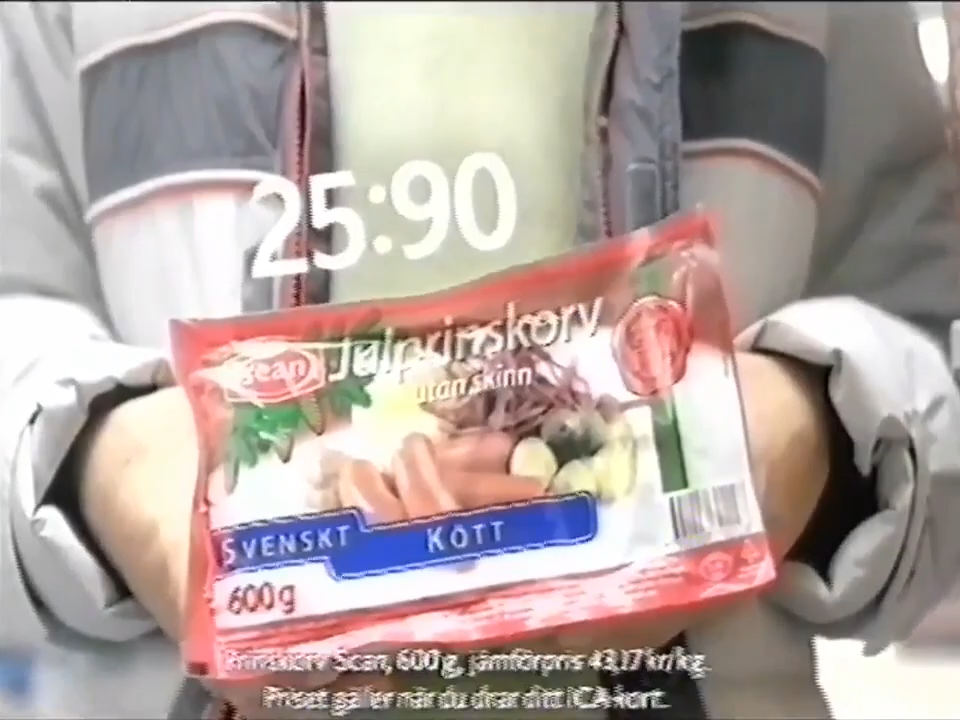 25:90
Scan
Julprinskorv
utan skinn
SVENSKT KÖTT
600g
Prinskorv Scan, 600g, jämförpris 43,17 kr/kg.
Priset gäller när du drar ditt ICA-kort.